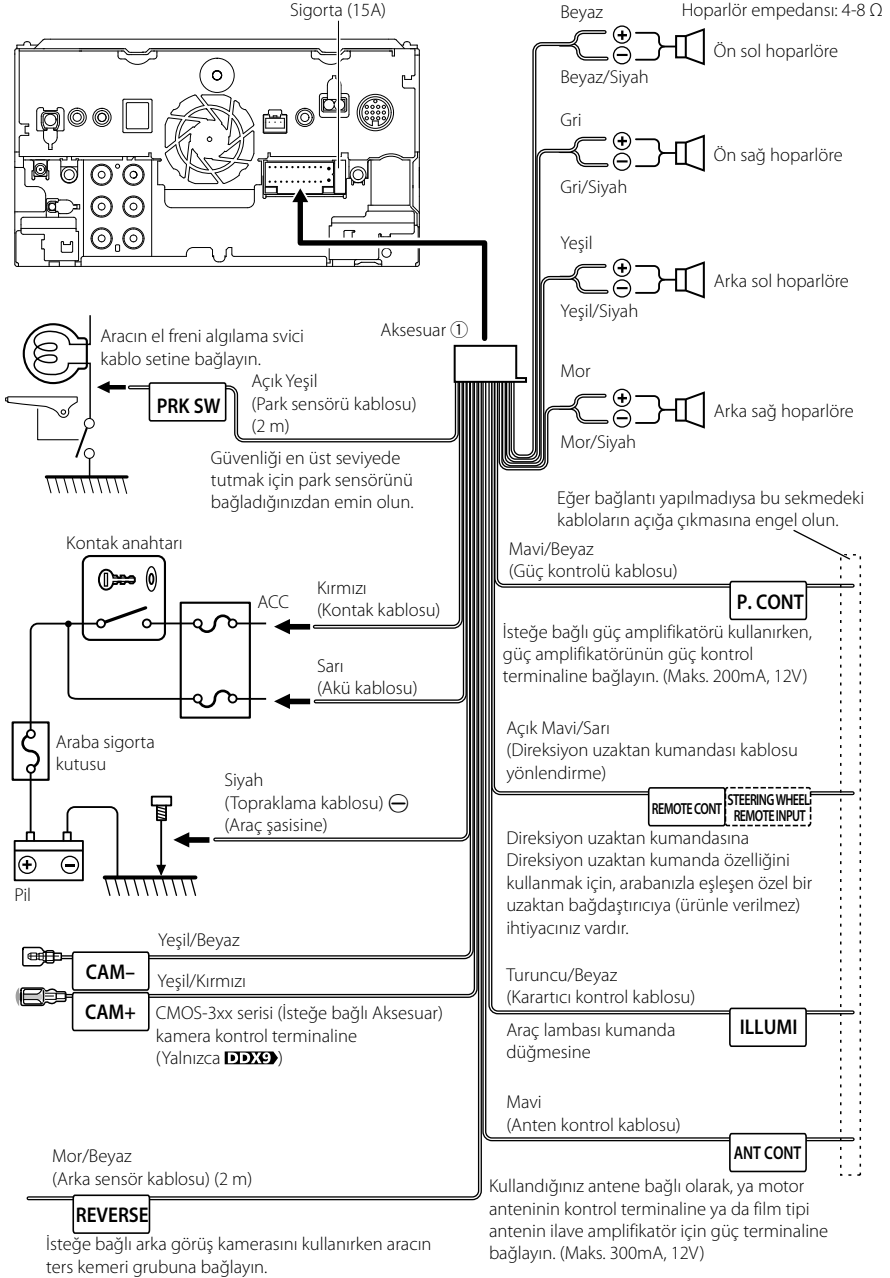 Sigorta (15A)
Beyaz
Hoparlör empedansı: 4-8 Ω
Ön sol hoparlöre
Beyaz/Siyah
Gri
Ön sağ hoparlöre
Gri/Siyah
Yeşil
Arka sol hoparlöre
Yeşil/Siyah
Mor
Arka sağ hoparlöre
Mor/Siyah
Aksesuar ①
Aracın el freni algılama svici
kablo setine bağlayın.
Açık Yeşil
(Park sensörü kablosu)
(2 m)
PRK SW
Güvenliği en üst seviyede
tutmak için park sensörünü
bağladığınızdan emin olun.
Eğer bağlantı yapılmadıysa bu sekmedeki
kabloların açığa çıkmasına engel olun.
Kontak anahtarı
ACC
Kırmızı
(Kontak kablosu)
Sarı
(Akü kablosu)
Araba sigorta
kutusu
Siyah
(Topraklama kablosu) ⊖
(Araç şasisine)
Pil
Mavi/Beyaz
(Güç kontrolü kablosu)
P. CONT
İsteğe bağlı güç amplifikatörü kullanırken,
güç amplifikatörünün güç kontrol
terminaline bağlayın. (Maks. 200mA, 12V)
Açık Mavi/Sarı
(Direksiyon uzaktan kumandası kablosu
yönlendirme)
REMOTE CONT
STEERING WHEEL
REMOTE INPUT
Direksiyon uzaktan kumandasına
Direksiyon uzaktan kumanda özelliğini
kullanmak için, arabanızla eşleşen özel bir
uzaktan bağdaştırıcıya (ürünle verilmez)
ihtiyacınız vardır.
Yeşil/Beyaz
CAM–
Yeşil/Kırmızı
CAM+
CMOS-3xx serisi (İsteğe bağlı Aksesuar)
kamera kontrol terminaline
(Yalnızca DDX9)
Turuncu/Beyaz
(Karartıcı kontrol kablosu)
ILLUMI
Araç lambası kumanda
düğmesine
Mavi
(Anten kontrol kablosu)
ANT CONT
Kullandığınız antene bağlı olarak, ya motor
anteninin kontrol terminaline ya da film tipi
antenin ilave amplifikatör için güç terminaline
bağlayın. (Maks. 300mA, 12V)
Mor/Beyaz
(Arka sensör kablosu) (2 m)
REVERSE
İsteğe bağlı arka görüş kamerasını kullanırken aracın
ters kemeri grubuna bağlayın.